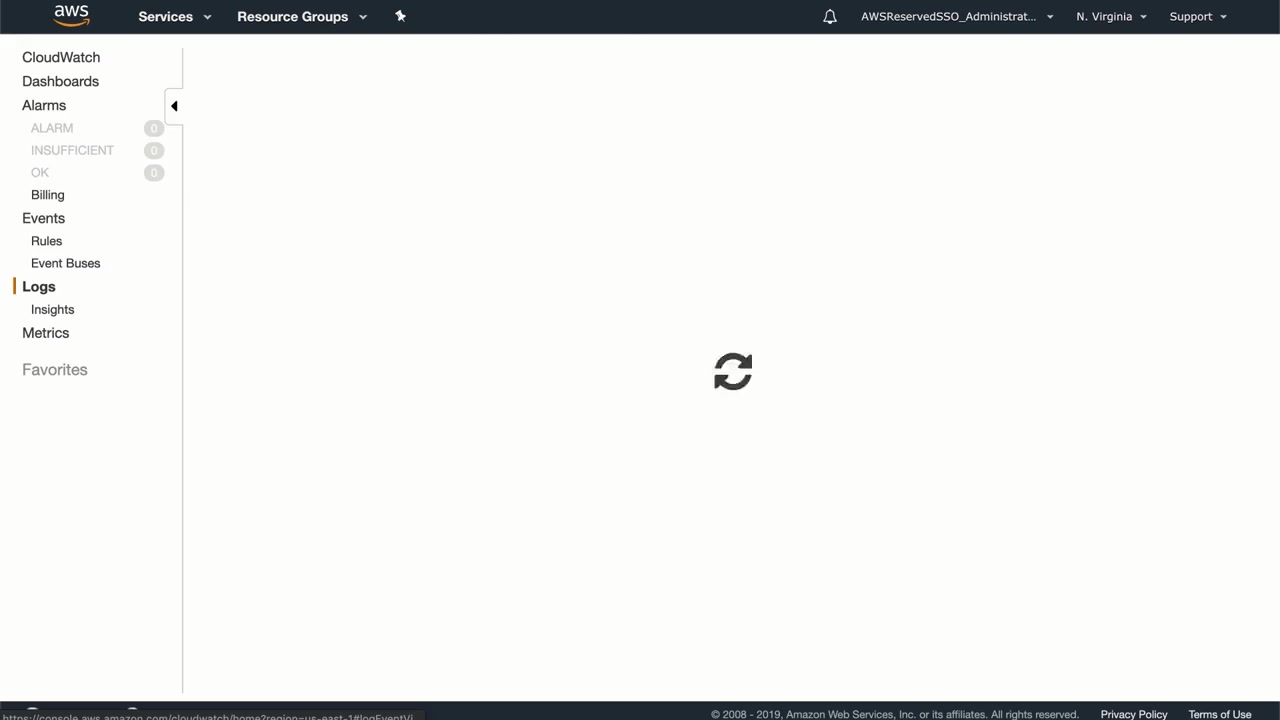 aws Services Resource Groups AWSReservedSSO_Administrat... N. Virginia Support
CloudWatch
Dashboards
Alarms
ALARM 0
INSUFFICIENT 0
OK 0
Billing
Events
Rules
Event Buses
Logs
Insights
Metrics
Favorites
https://console.aws.amazon.com/cloudwatch/home?region=us-east-1#logEventVi...
© 2008 - 2019, Amazon Web Services, Inc. or its affiliates. All rights reserved. Privacy Policy Terms of Use